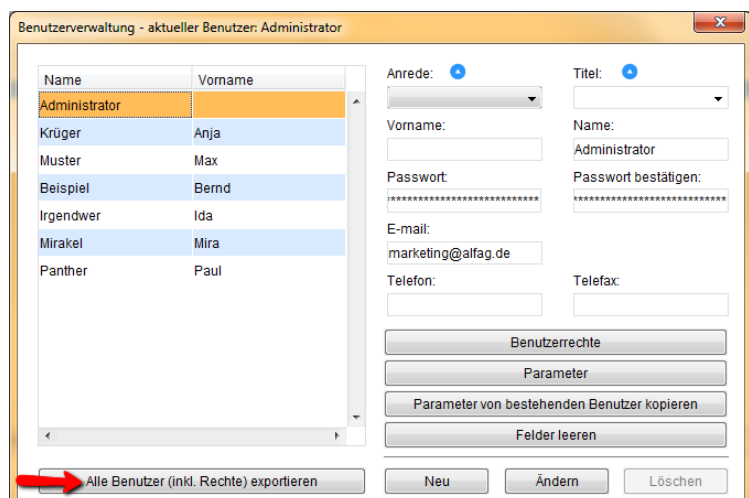 Benutzerverwaltung - aktueller Benutzer: Administrator
Name Vorname
Administrator
Krüger Anja
Muster Max
Beispiel Bernd
Irgendwer Ida
Mirakel Mira
Panther Paul
Alle Benutzer (inkl. Rechte) exportieren
Anrede: Titel:
Vorname: Name:
Administrator
Passwort: Passwort bestätigen:
*************************** ***************************
E-mail:
marketing@alfag.de
Telefon: Telefax:
Benutzerrechte
Parameter
Parameter von bestehenden Benutzer kopieren
Felder leeren
Neu Ändern Löschen